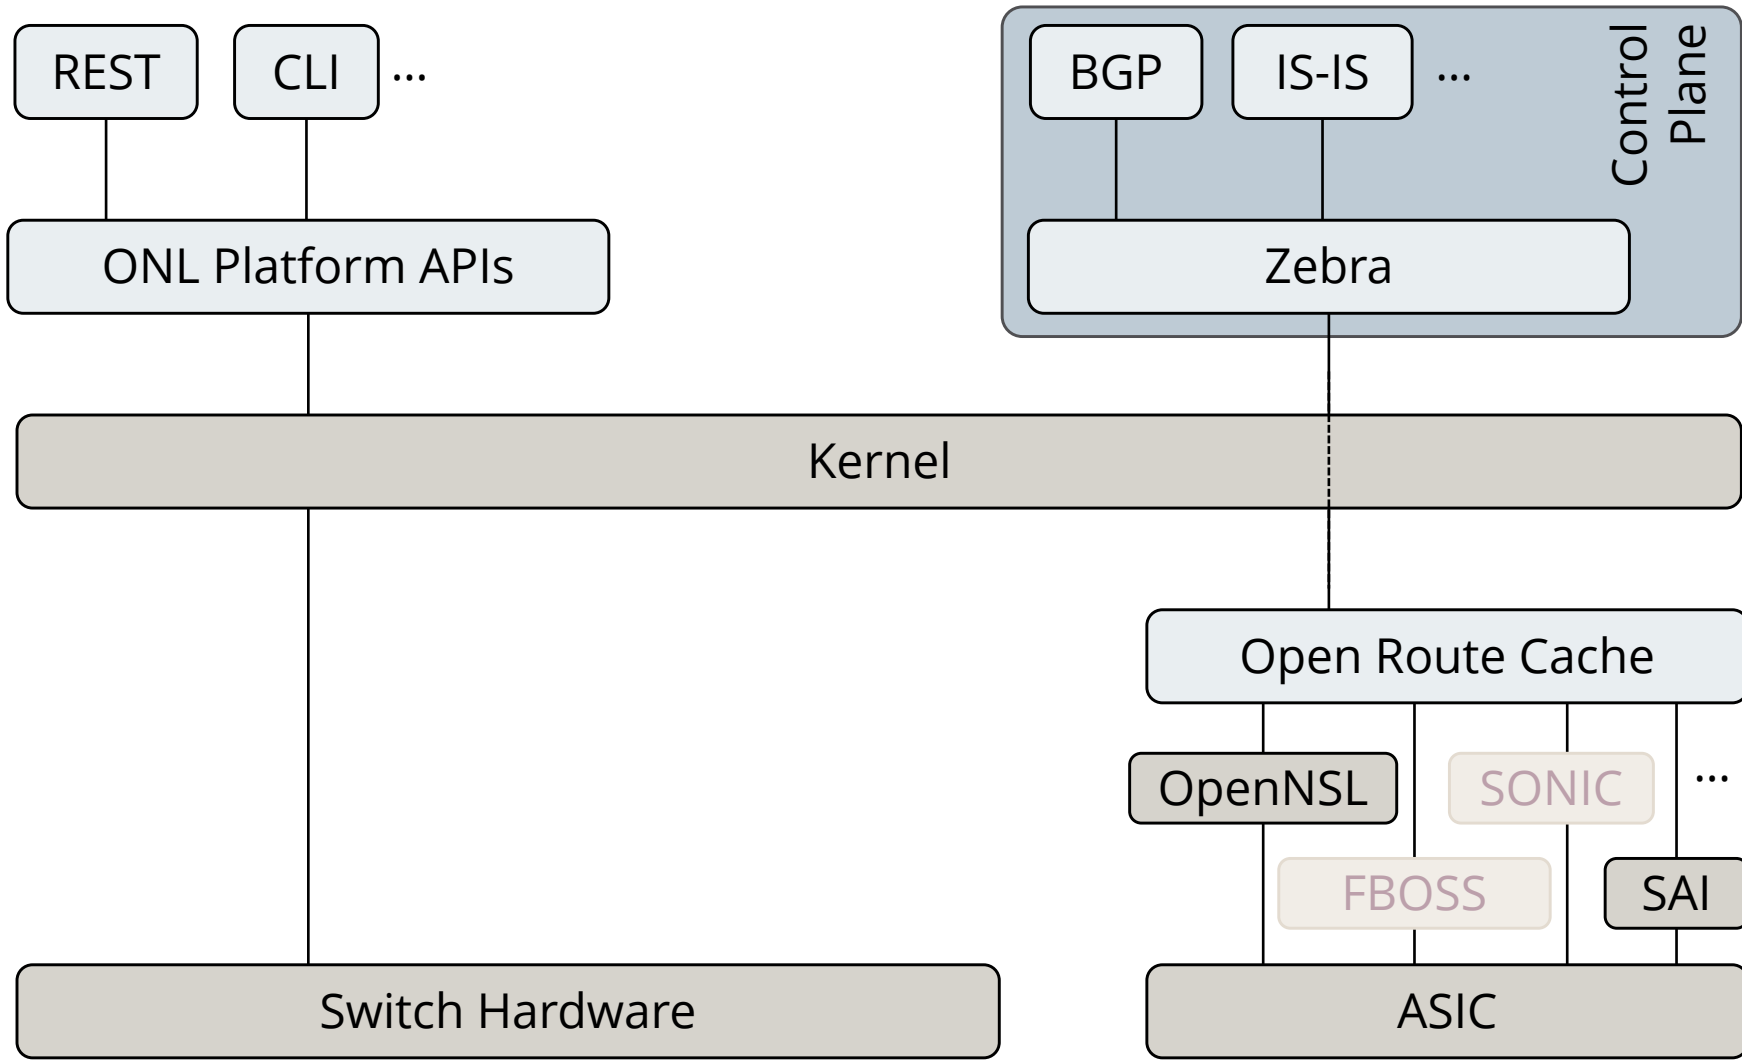 REST
CLI
...
BGP
IS-IS
...
Control
Plane
ONL Platform APIs
Zebra
Kernel
Open Route Cache
OpenNSL
SONIC
...
FBOSS
SAI
Switch Hardware
ASIC